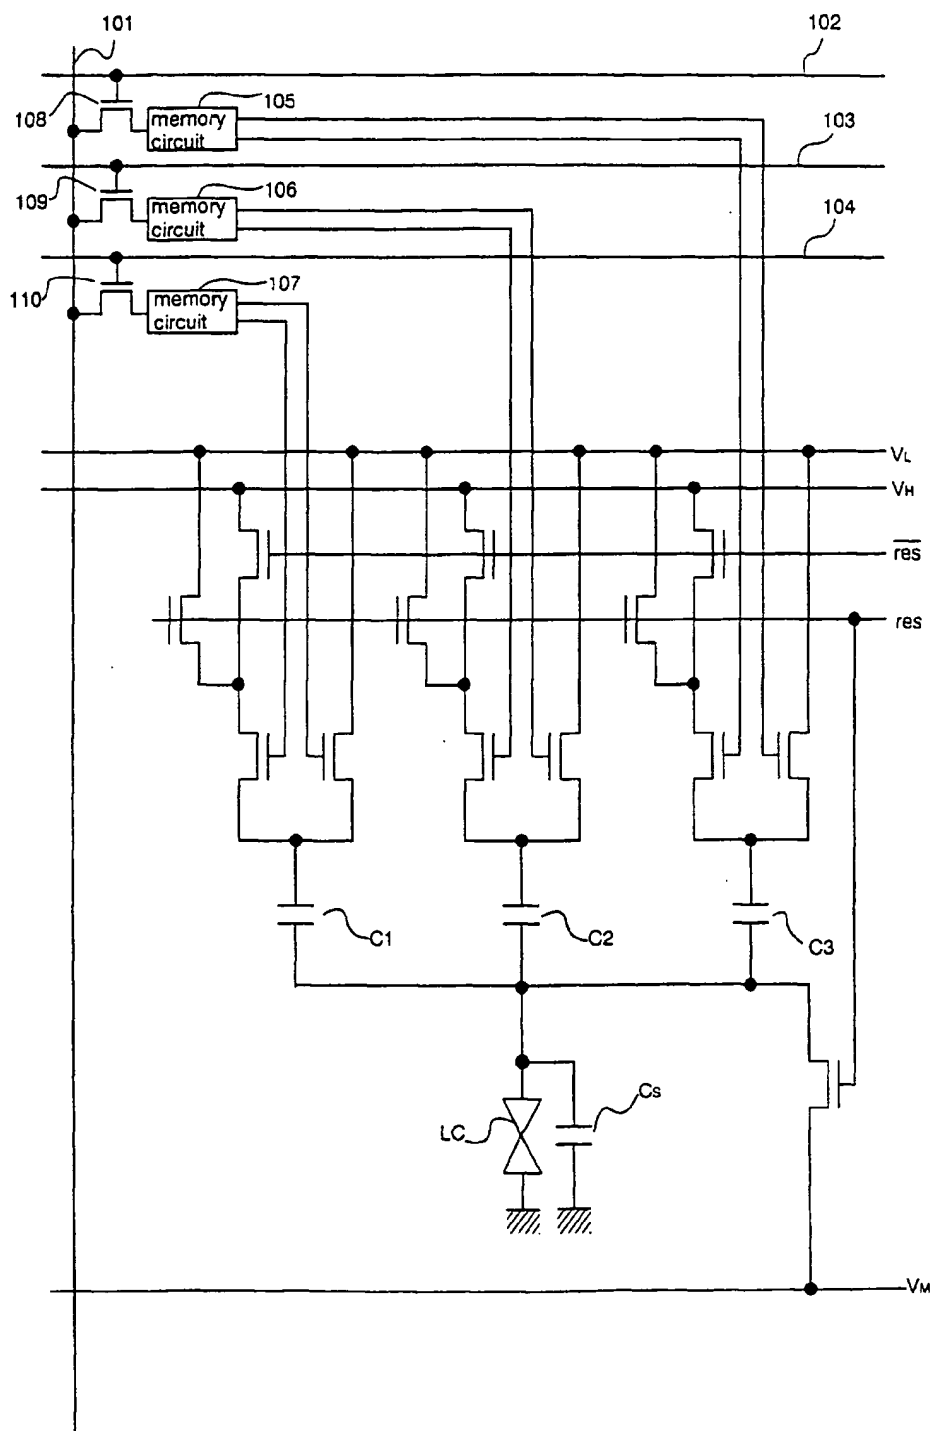 101
102
108
105
memory
circuit
103
109
106
memory
circuit
104
110
107
memory
circuit
VL
VH
res
res
C1
C2
C3
LC
Cs
VM